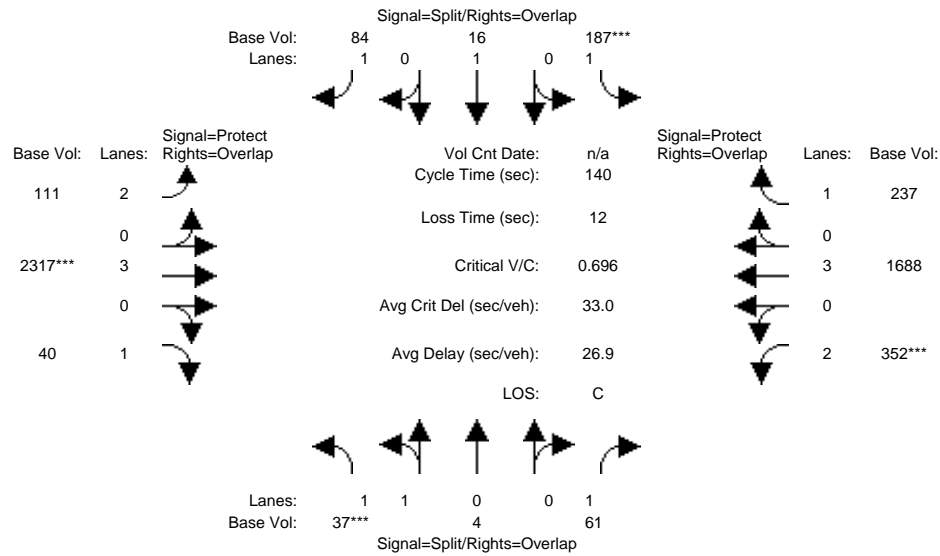 Signal=Split/Rights=Overlap
Base Vol: 84 16 187***
Lanes: 1 0 1 0 1
Signal=Protect
Base Vol: Lanes: Rights=Overlap
Vol Cnt Date: n/a
Signal=Protect
Rights=Overlap Lanes: Base Vol:
Cycle Time (sec): 140
111 2
1 237
Loss Time (sec): 12
0
0
2317*** 3
Critical V/C: 0.696
3 1688
0
Avg Crit Del (sec/veh): 33.0
0
40 1
Avg Delay (sec/veh): 26.9
2 352***
LOS: C
Lanes: 1 1 0 0 1
Base Vol: 37*** 4 61
Signal=Split/Rights=Overlap